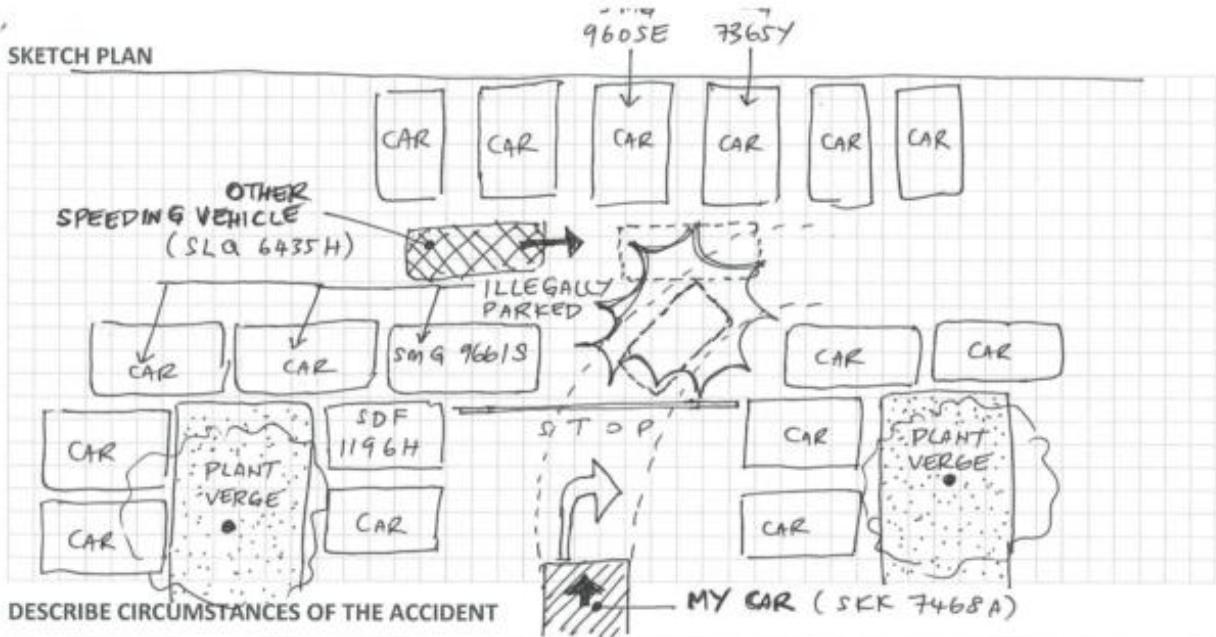 9605E 7365Y
SKETCH PLAN
CAR CAR CAR CAR CAR CAR
OTHER
SPEEDING VEHICLE
(SLQ 6435H)
ILLEGALLY
PARKED
CAR CAR SMG 9661S CAR CAR
SDF
1196H
CAR
PLANT
VERGE
STOP
CAR
PLANT
VERGE
CAR CAR
CAR
MY CAR (SKK 7468A)
DESCRIBE CIRCUMSTANCES OF THE ACCIDENT